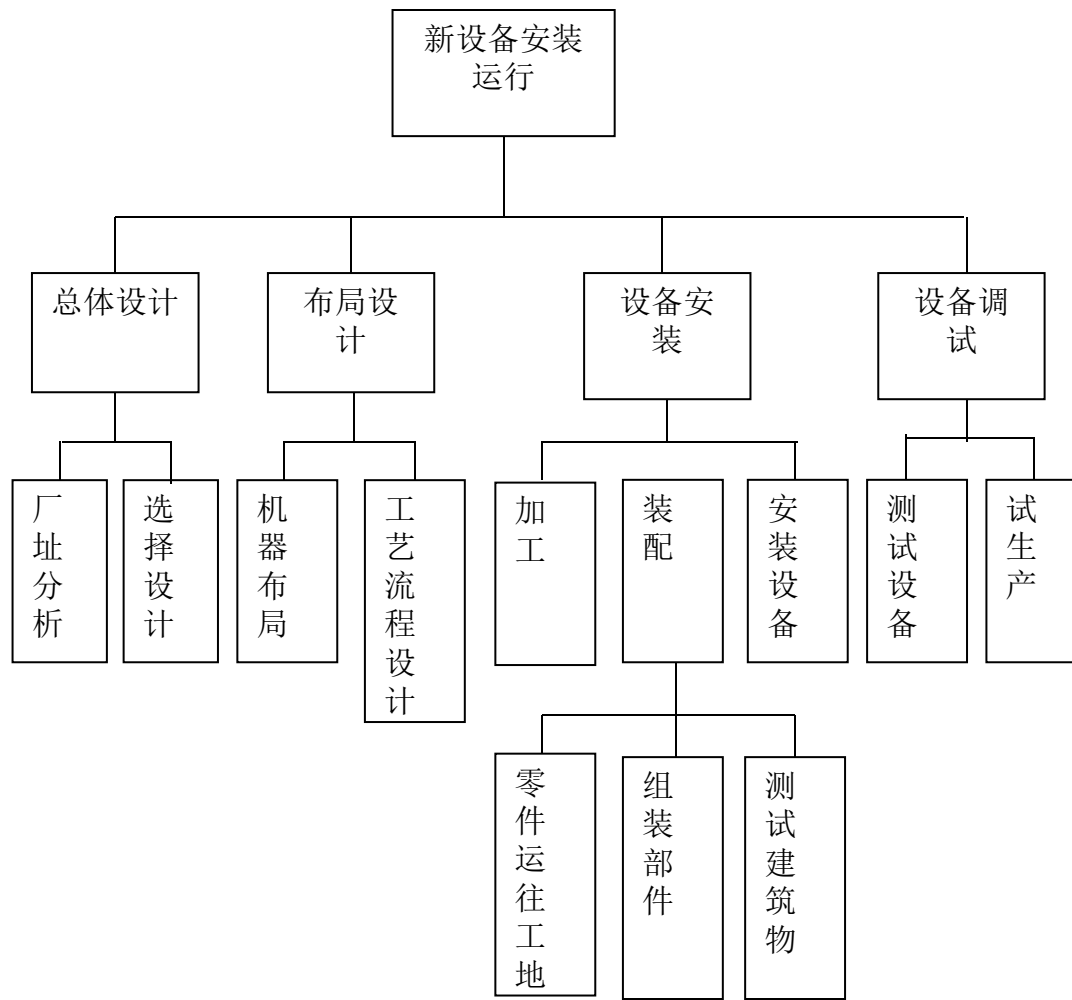 新设备安装
运行
总体设计
布局设
计
设备安
装
设备调
试
厂址分析
选择设计
机器布局
工艺流程设计
加工
装配
安装设备
测试设备
试生产
零件运往工地
组装部件
测试建筑物